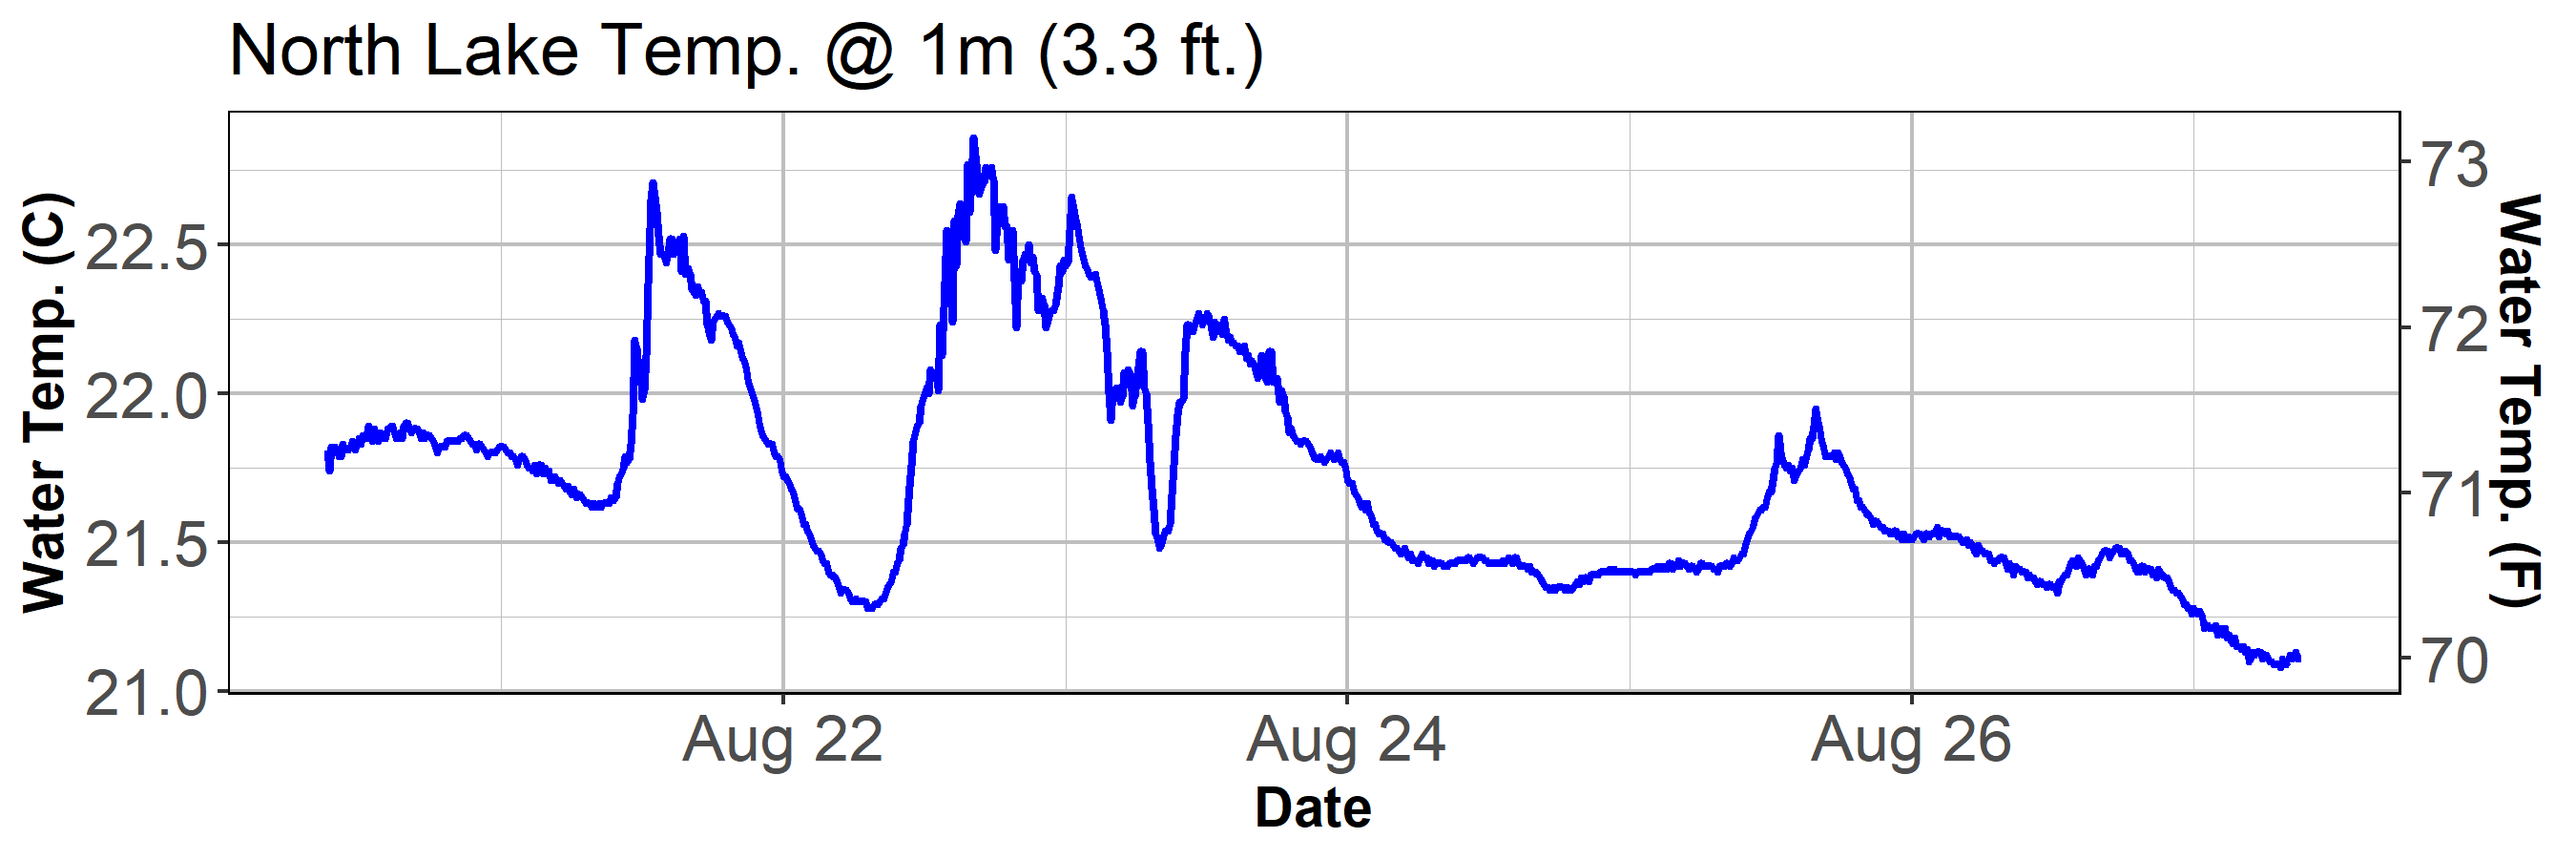 North Lake Temp. @ 1m (3.3 ft.)
Water Temp. (C)
22.5
22.0
21.5
21.0
73
72
71
70
Water Temp. (F)
Aug 22
Aug 24
Aug 26
Date